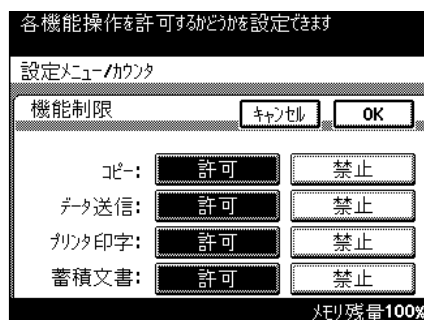 各機能操作を許可するかどうかを設定できます
設定ﾒﾆｭｰ/ｶｳﾝﾀ
機能制限 ｷｬﾝｾﾙ OK
ｺﾋﾟｰ: 許可 禁止
ﾃﾞｰﾀ送信: 許可 禁止
ﾌﾟﾘﾝﾀ印字: 許可 禁止
蓄積文書: 許可 禁止
ﾒﾓﾘ残量100%